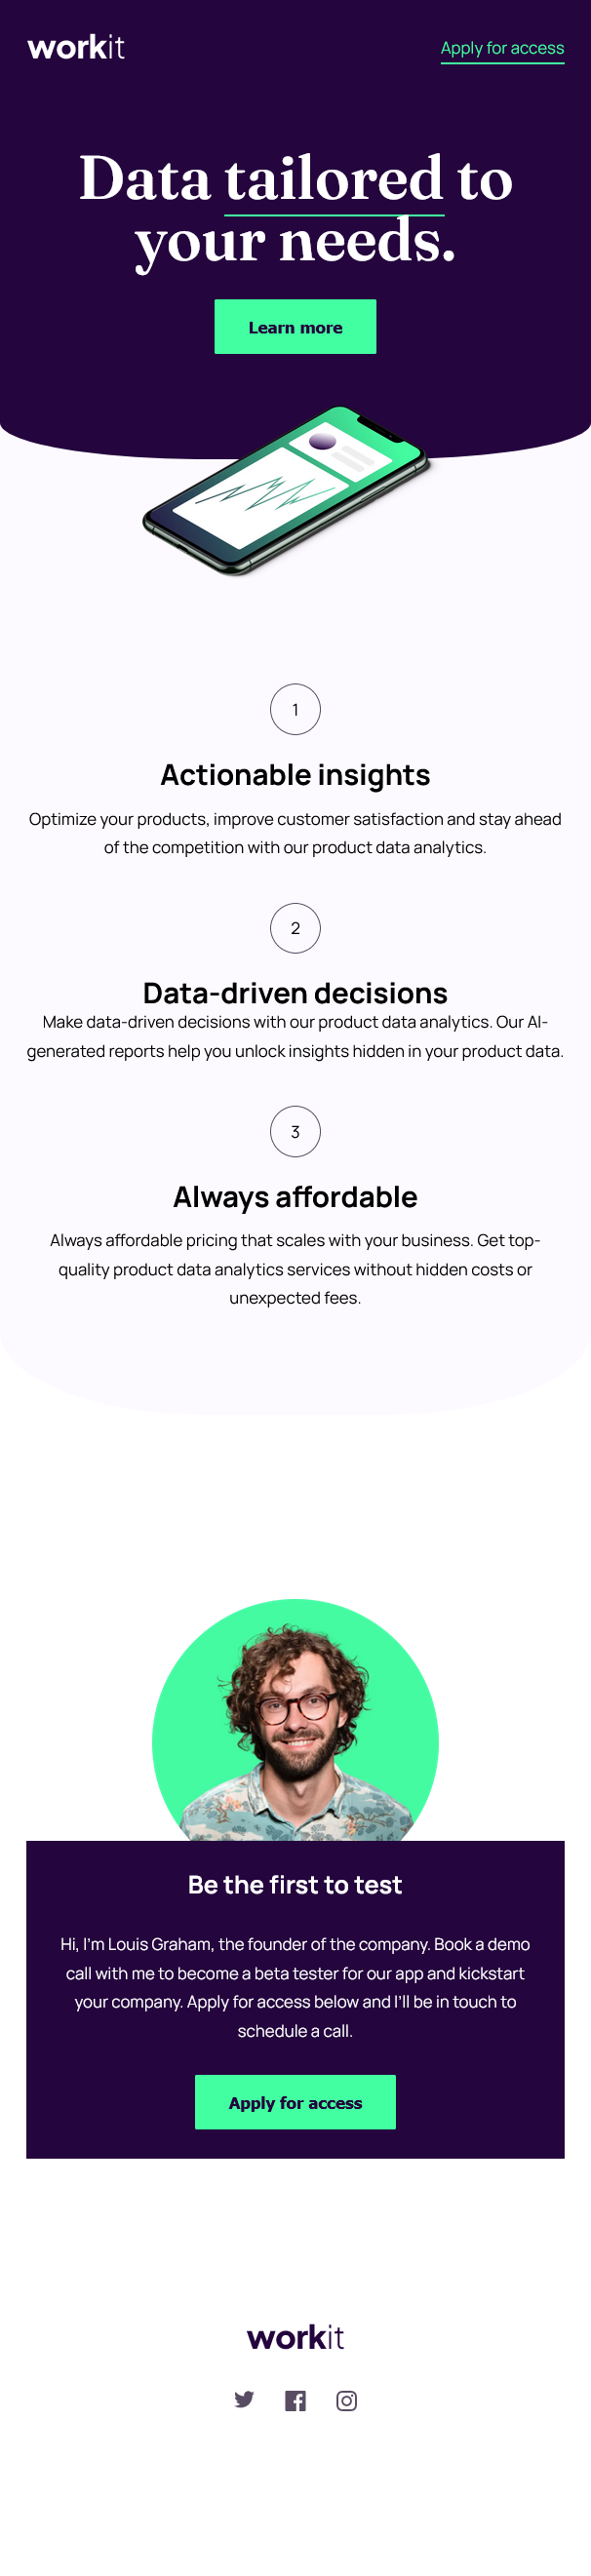 workit
Apply for access
Data tailored to
your needs.
Learn more
1
Actionable insights
Optimize your products, improve customer satisfaction and stay ahead
of the competition with our product data analytics.
2
Data-driven decisions
Make data-driven decisions with our product data analytics. Our AI-
generated reports help you unlock insights hidden in your product data.
3
Always affordable
Always affordable pricing that scales with your business. Get top-
quality product data analytics services without hidden costs or
unexpected fees.
Be the first to test
Hi, I'm Louis Graham, the founder of the company. Book a demo
call with me to become a beta tester for our app and kickstart
your company. Apply for access below and I'll be in touch to
schedule a call.
Apply for access
workit